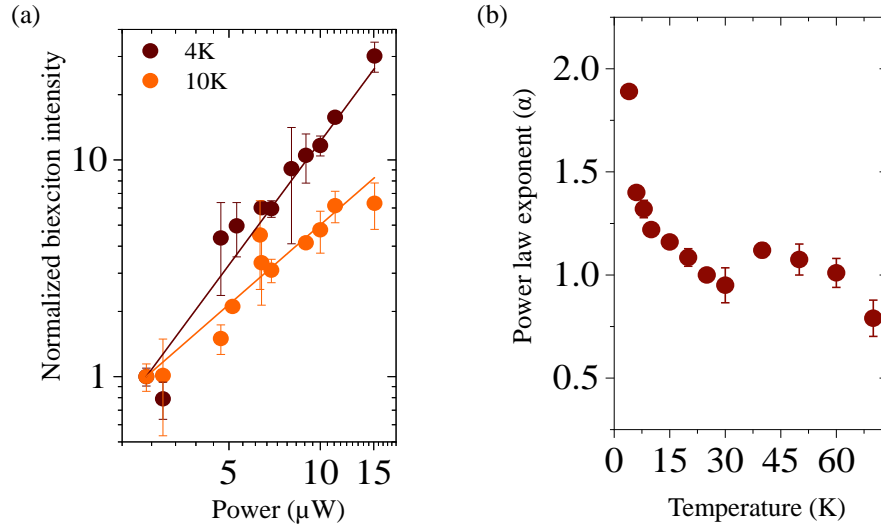 (a)
4K
10K
Normalized biexciton intensity
10
1
5
10
15
Power (µW)
(b)
Power law exponent (α)
2.0
1.5
1.0
0.5
0
15
30
45
60
Temperature (K)